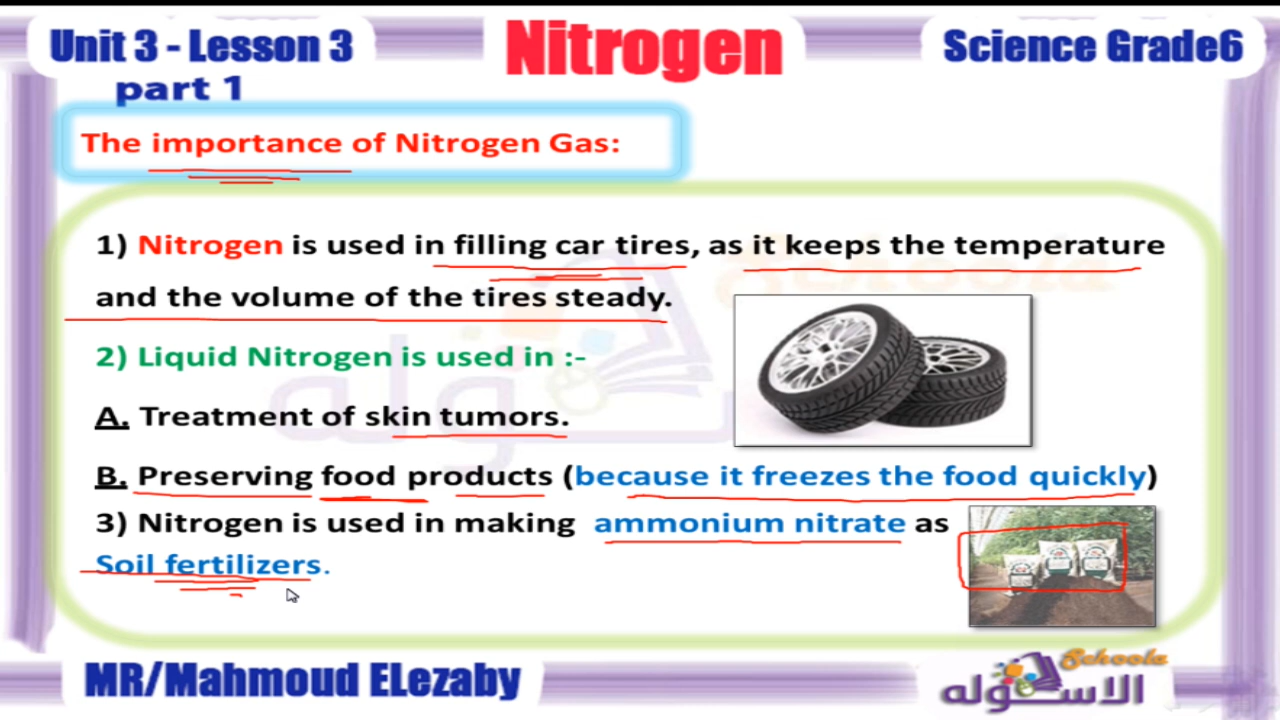 Unit 3 - Lesson 3
part 1
Nitrogen
Science Grade6
The importance of Nitrogen Gas:
1) Nitrogen is used in filling car tires, as it keeps the temperature
and the volume of the tires steady.
2) Liquid Nitrogen is used in :-
A. Treatment of skin tumors.
B. Preserving food products (because it freezes the food quickly)
3) Nitrogen is used in making ammonium nitrate as
Soil fertilizers.
MR/Mahmoud ELezaby
Schoola
الاسكوله